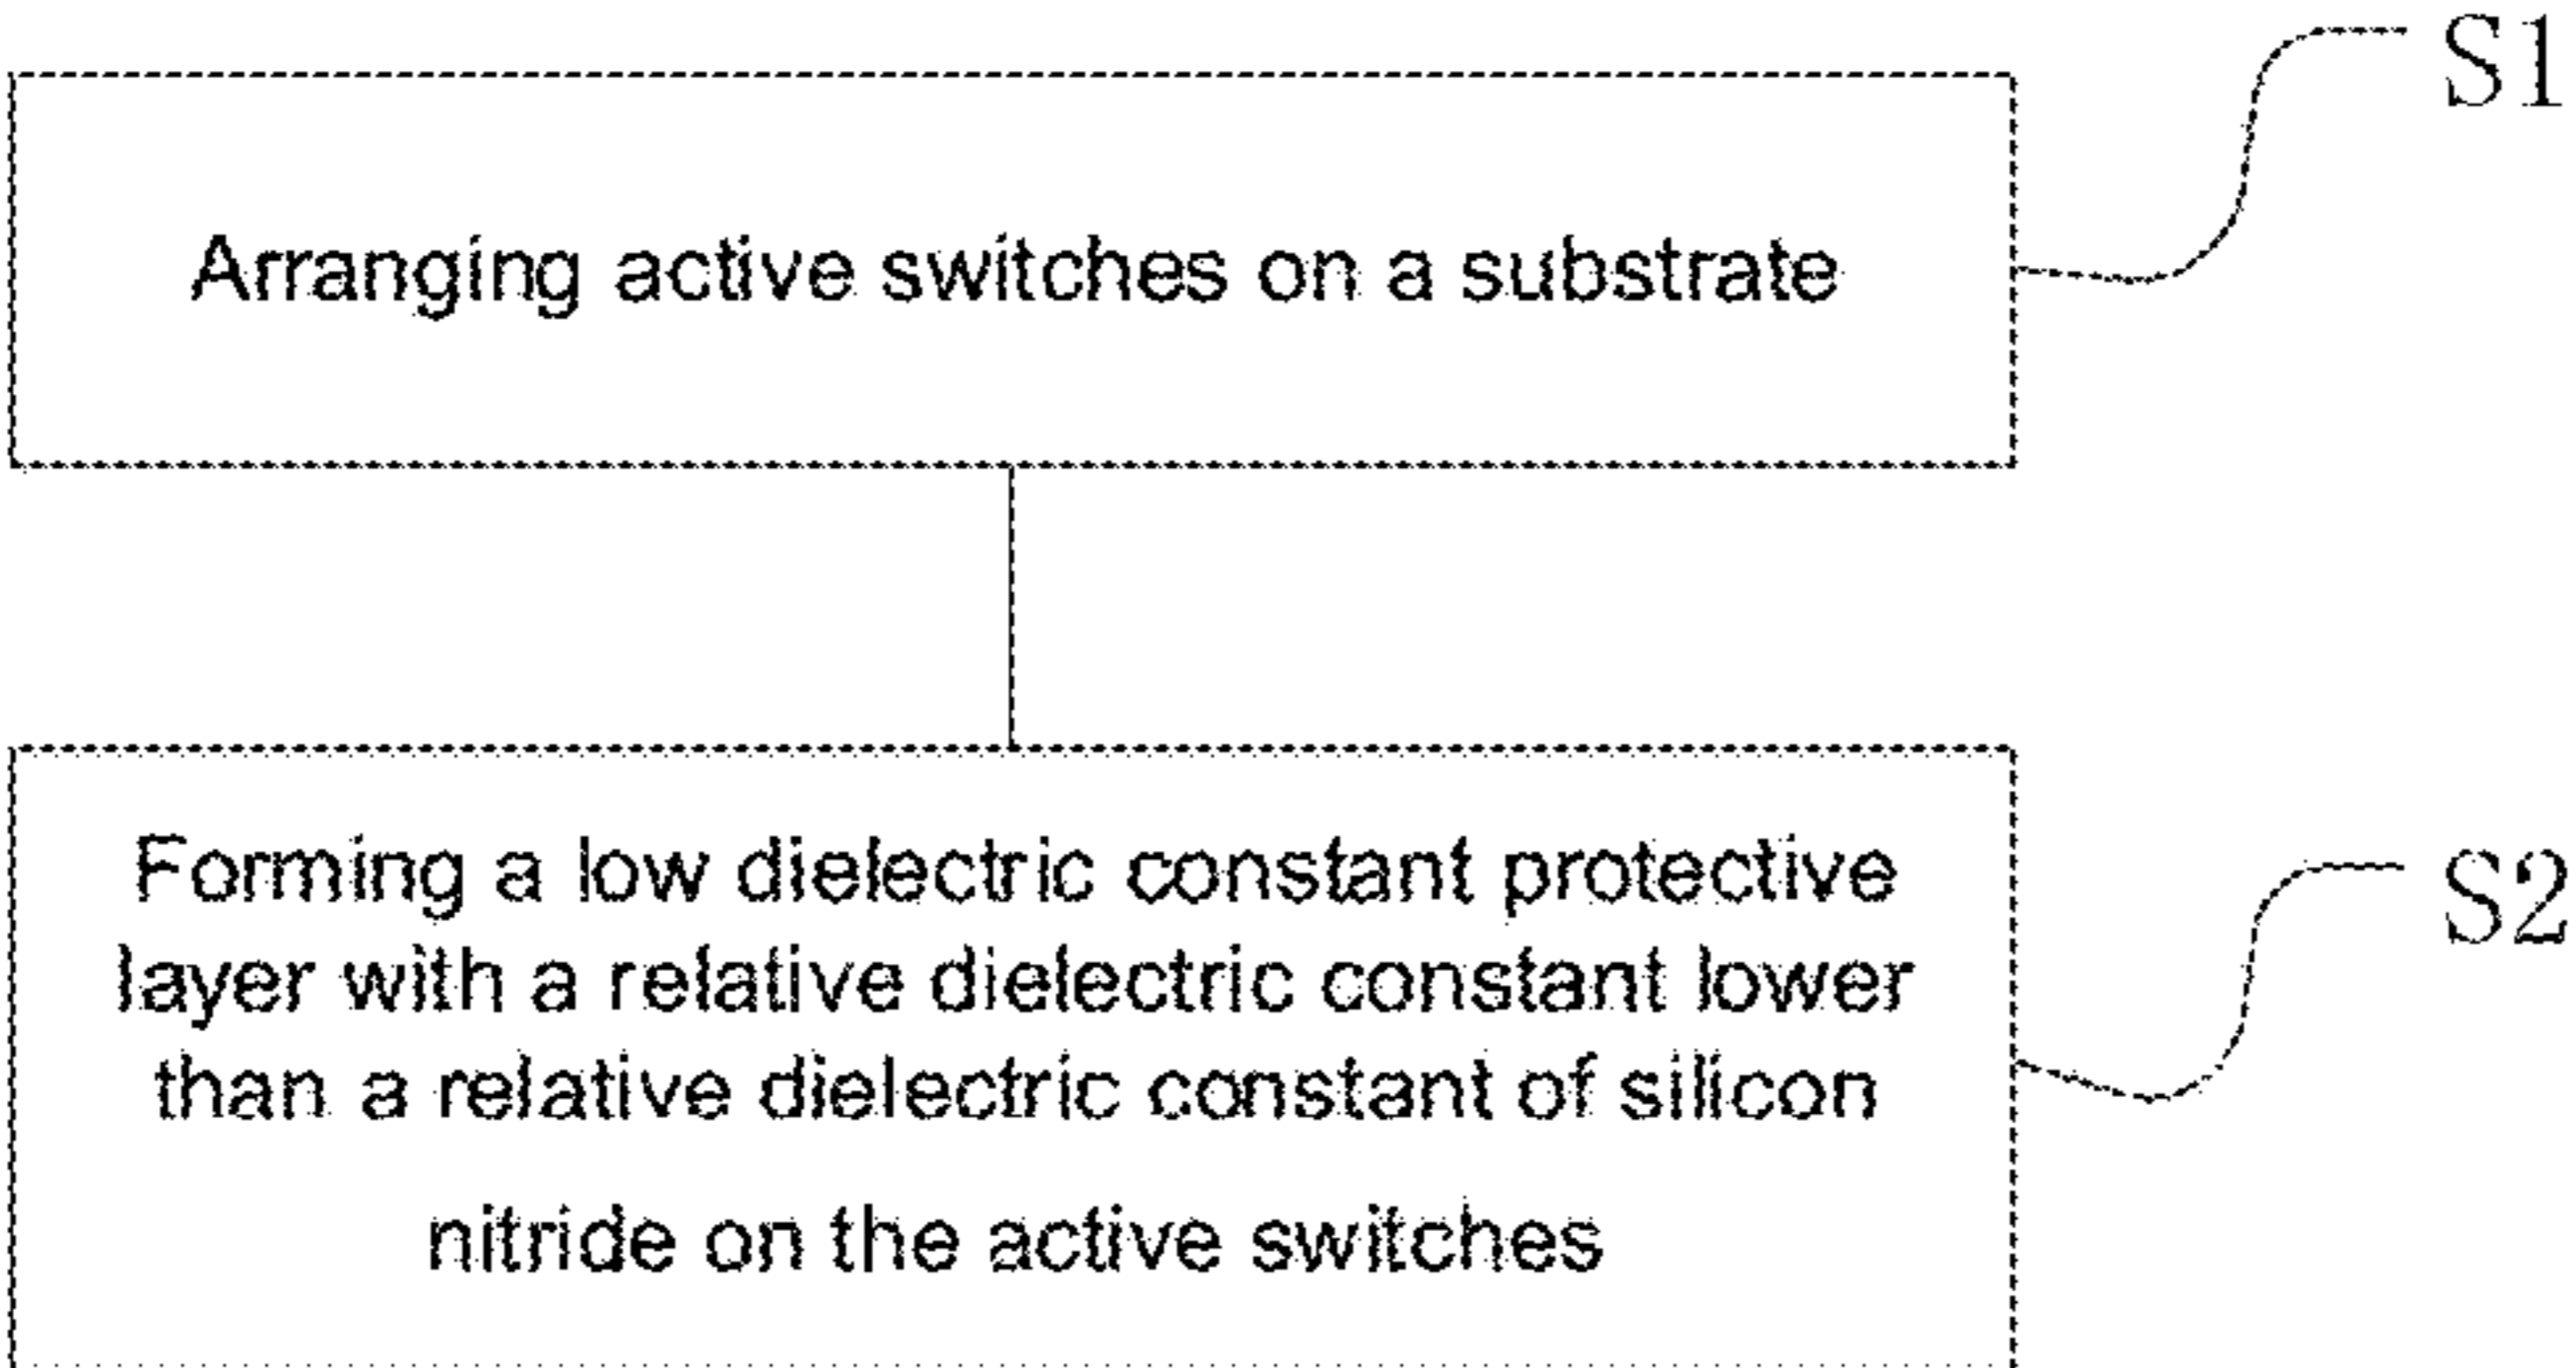 S1
Arranging active switches on a substrate
Forming a low dielectric constant protective
layer with a relative dielectric constant lower
than a relative dielectric constant of silicon
nitride on the active switches
S2